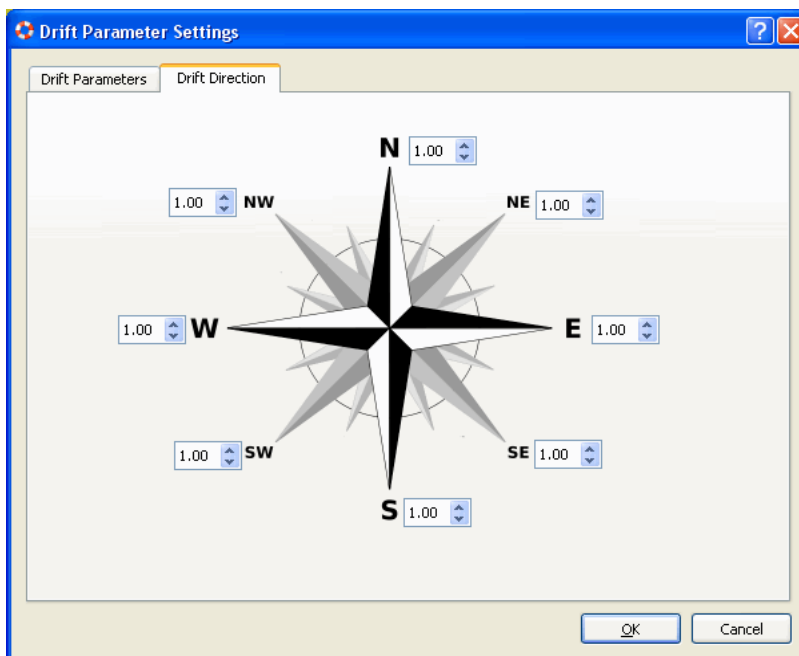 Drift Parameter Settings
Drift Parameters Drift Direction
N 1.00
1.00 NW
NE 1.00
1.00 W
E 1.00
1.00 SW
SE 1.00
S 1.00
OK Cancel